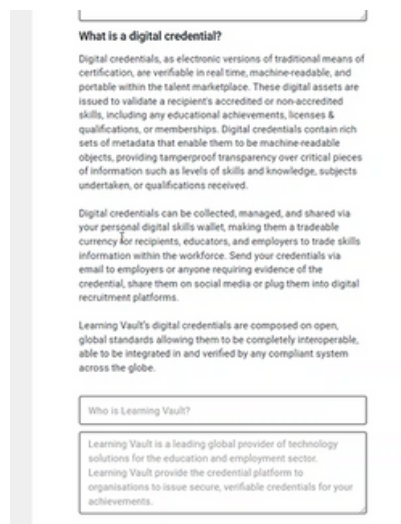 What is a digital credential?
Digital credentials, as electronic versions of traditional means of
certification, are verifiable in real time, machine-readable, and
portable within the talent marketplace. These digital assets are
issued to validate a recipient's accredited or non-accredited
skills, including any educational achievements, licenses &
qualifications, or memberships. Digital credentials contain rich
sets of metadata that enable them to be machine-readable
objects, providing tamperproof transparency over critical pieces
of information such as levels of skills and knowledge, subjects
undertaken, or qualifications received.
Digital credentials can be collected, managed, and shared via
your personal digital skills wallet, making them a tradeable
currency for recipients, educators, and employers to trade skills
information within the workforce. Send your credentials via
email to employers or anyone requiring evidence of the
credential, share them on social media or plug them into digital
recruitment platforms.
Learning Vault's digital credentials are composed on open,
global standards allowing them to be completely interoperable,
able to be integrated in and verified by any compliant system
across the globe.
Who is Learning Vault?
Learning Vault is a leading global provider of technology
solutions for the education and employment sector.
Learning Vault provide the credential platform to
organisations to issue secure, verifiable credentials for your
achievements.